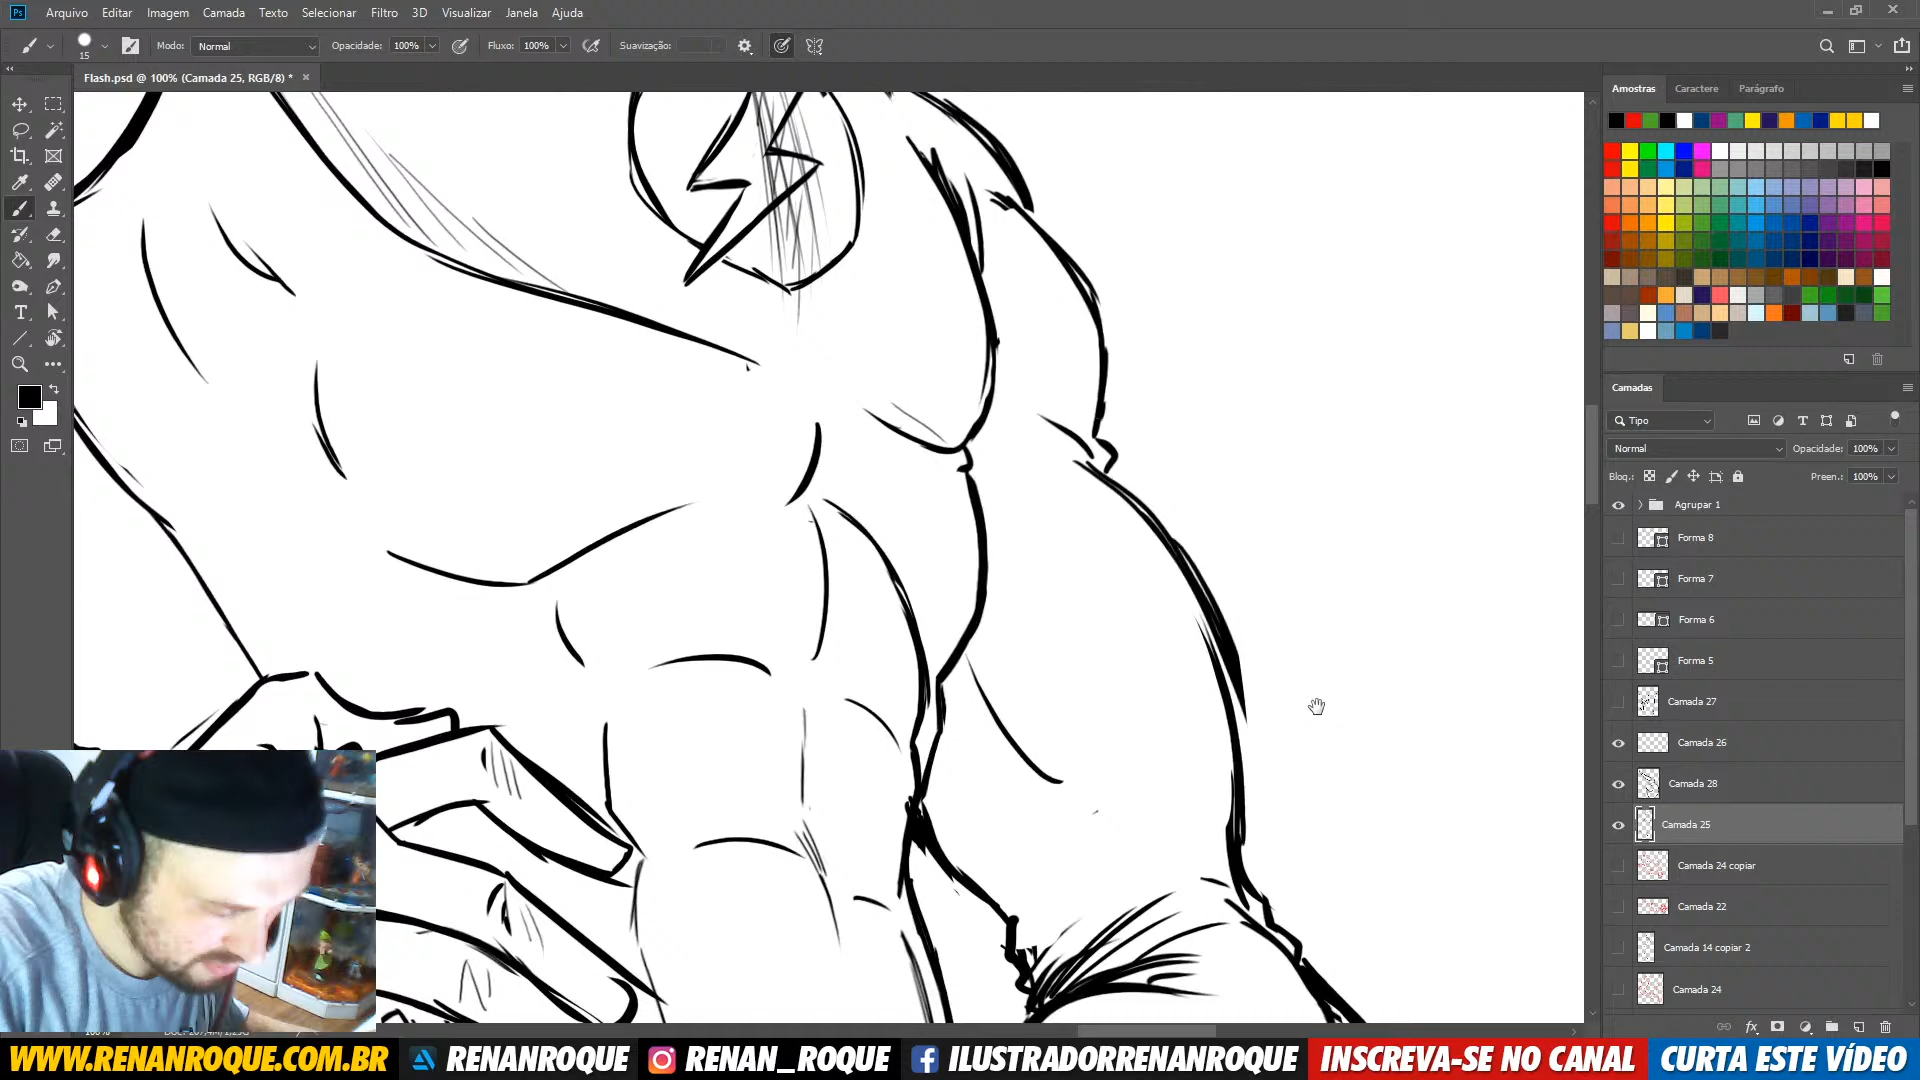 Ps Arquivo Editar Imagem Camada Texto Selecionar Filtro 3D Visualizar Janela Ajuda
15 Modo: Normal Opacidade: 100% Fluxo: 100% Suavização:
Flash.psd @ 100% (Camada 25, RGB/8) * ×
Amostras Caractere Parágrafo
Camadas
Tipo
Normal Opacidade: 100%
Bloq.: Preen.: 100%
Agrupar 1
Forma 8
Forma 7
Forma 6
Forma 5
Camada 27
Camada 26
Camada 28
Camada 25
Camada 24 copiar
Camada 22
Camada 14 copiar 2
Camada 24
WWW.RENANROQUE.COM.BR RENANROQUE RENAN_ROQUE ILUSTRADORRENANROQUE INSCREVA-SE NO CANAL CURTA ESTE VÍDEO